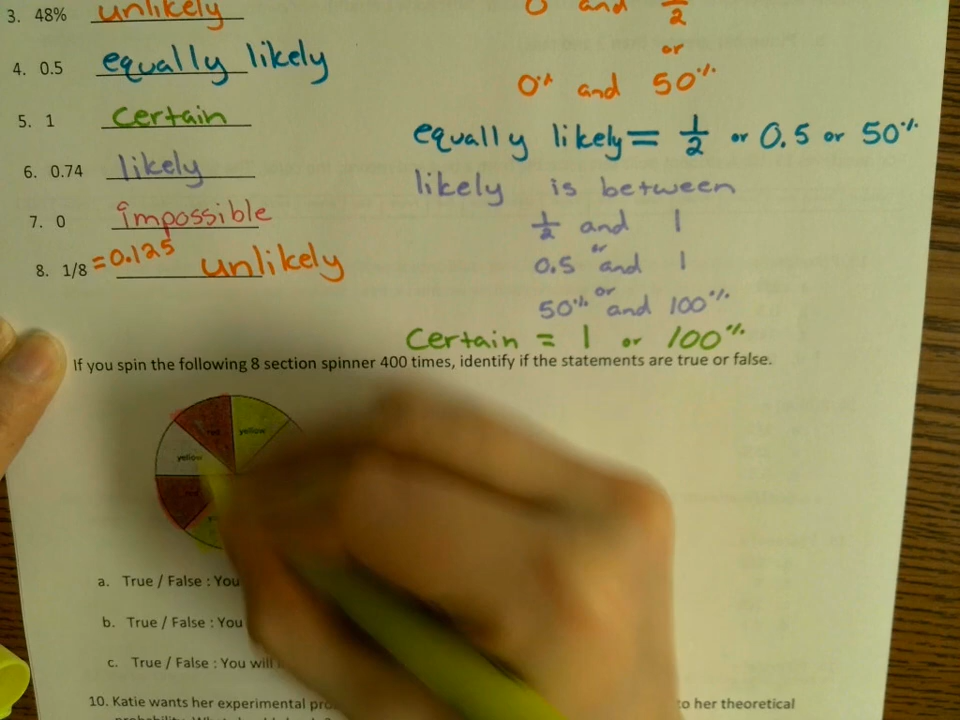 3. 48% unlikely
0 and 1/2
or
4. 0.5 equally likely
0% and 50%
5. 1 certain
equally likely = 1/2 or 0.5 or 50%
6. 0.74 likely
likely is between
7. 0 impossible
1/2 and 1
or
8. 1/8 = 0.125 unlikely
0.5 and 1
or
50% and 100%
Certain = 1 or 100%
If you spin the following 8 section spinner 400 times, identify if the statements are true or false.
red yellow
yellow
red
a. True / False : You
b. True / False : You
c. True / False : You will
10. Katie wants her experimental to her theoretical